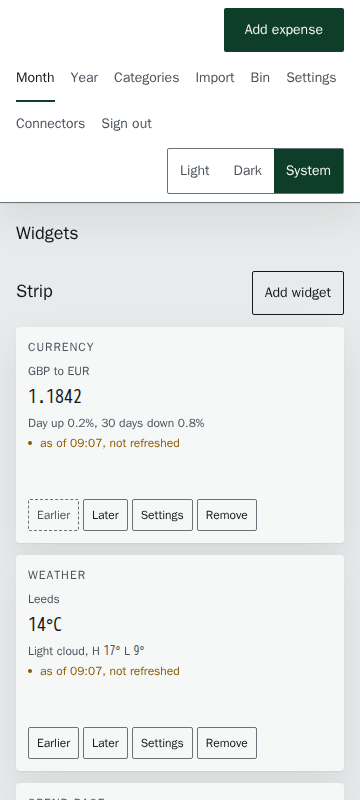 Add expense
Month Year Categories Import Bin Settings
Connectors Sign out
Light Dark System
Widgets
Strip Add widget
CURRENCY
GBP to EUR
1.1842
Day up 0.2%, 30 days down 0.8%
as of 09:07, not refreshed
Earlier Later Settings Remove
WEATHER
Leeds
14°C
Light cloud, H 17° L 9°
as of 09:07, not refreshed
Earlier Later Settings Remove